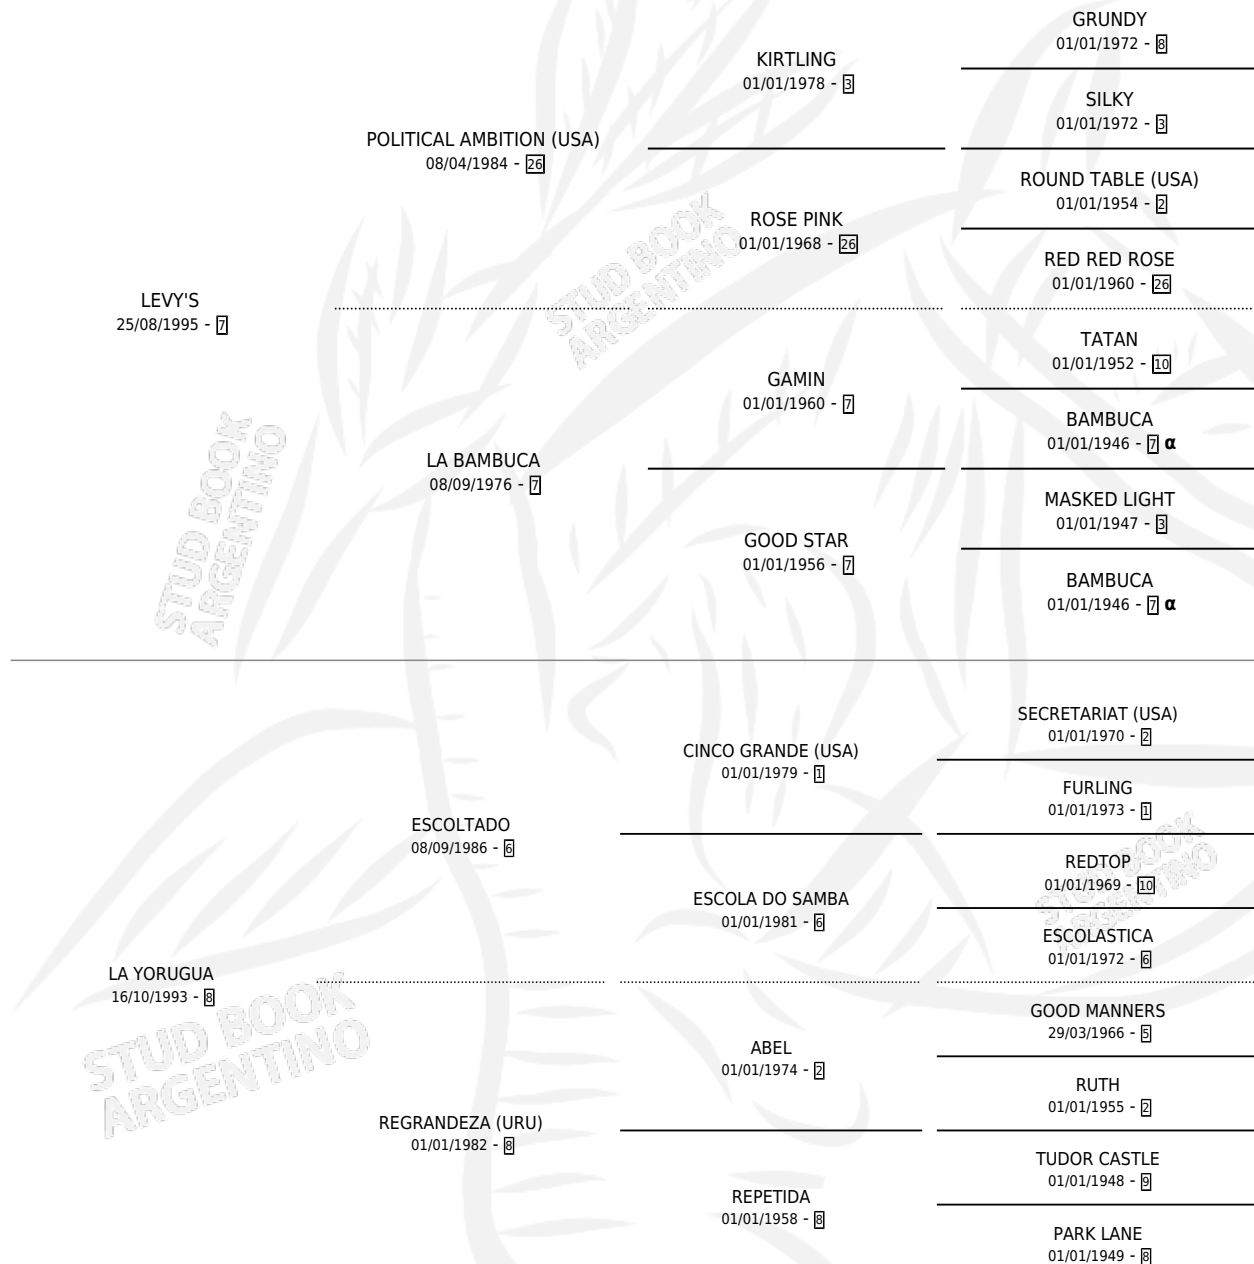 GRUNDY
01/01/1972 - 8
KIRTLING
01/01/1978 - 3
SILKY
01/01/1972 - 3
POLITICAL AMBITION (USA)
08/04/1984 - 26
ROUND TABLE (USA)
01/01/1954 - 2
ROSE PINK
01/01/1968 - 26
RED RED ROSE
01/01/1960 - 26
LEVY'S
25/08/1995 - 7
TATAN
01/01/1952 - 10
GAMIN
01/01/1960 - 7
BAMBUCA
01/01/1946 - 7 α
LA BAMBUCA
08/09/1976 - 7
MASKED LIGHT
01/01/1947 - 3
GOOD STAR
01/01/1956 - 7
BAMBUCA
01/01/1946 - 7 α
SECRETARIAT (USA)
01/01/1970 - 2
CINCO GRANDE (USA)
01/01/1979 - 1
FURLING
01/01/1973 - 1
ESCOLTADO
08/09/1986 - 6
REDTOP
01/01/1969 - 10
ESCOLA DO SAMBA
01/01/1981 - 6
ESCOLASTICA
01/01/1972 - 6
LA YORUGUA
16/10/1993 - 8
GOOD MANNERS
29/03/1966 - 5
ABEL
01/01/1974 - 2
RUTH
01/01/1955 - 2
REGRANDEZA (URU)
01/01/1982 - 8
TUDOR CASTLE
01/01/1948 - 9
REPETIDA
01/01/1958 - 8
PARK LANE
01/01/1949 - 8
STUD BOOK
ARGENTINO
STUD BOOK
ARGENTINO
STUD BOOK
ARGENTINO
STUD BOOK
ARGENTINO